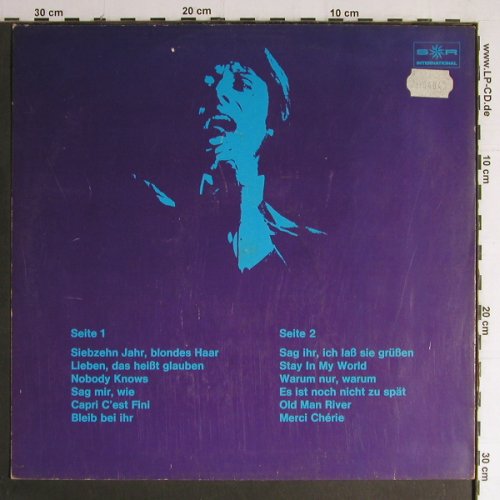 30 cm
20 cm
10 cm
S R
INTERNATIONAL
www.LP-CD.de
10 cm
20 cm
30 cm
Seite 1
Siebzehn Jahr, blondes Haar
Lieben, das heißt glauben
Nobody Knows
Sag mir, wie
Capri C'est Fini
Bleib bei ihr
Seite 2
Sag ihr, ich laß sie grüßen
Stay In My World
Warum nur, warum
Es ist noch nicht zu spät
Old Man River
Merci Chérie